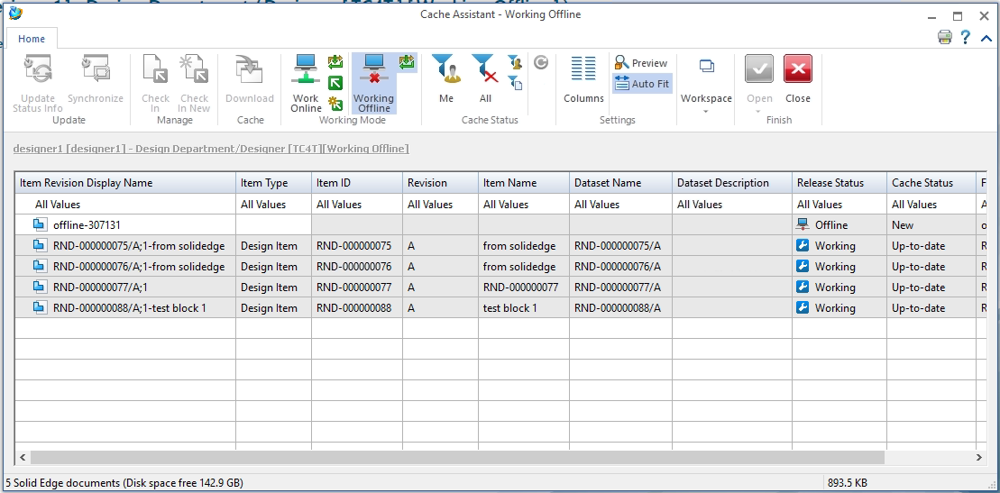 Cache Assistant - Working Offline
Home
Update Status Info Synchronize
Update
Check In Check In New
Manage
Download
Cache
Work Online Working Offline
Working Mode
Me All
Cache Status
Columns Preview
Auto Fit
Settings
Workspace
Open Close
Finish
designer1 [designer1] - Design Department/Designer [TC4T][Working Offline]
Item Revision Display Name Item Type Item ID Revision Item Name Dataset Name Dataset Description Release Status Cache Status F
All Values All Values All Values All Values All Values All Values All Values All Values All Values
offline-307131 Offline New o
RND-000000075/A;1-from solidedge Design Item RND-000000075 A from solidedge RND-000000075/A Working Up-to-date R
RND-000000076/A;1-from solidedge Design Item RND-000000076 A from solidedge RND-000000076/A Working Up-to-date R
RND-000000077/A;1 Design Item RND-000000077 A RND-000000077 RND-000000077/A Working Up-to-date R
RND-000000088/A;1-test block 1 Design Item RND-000000088 A test block 1 RND-000000088/A Working Up-to-date R
5 Solid Edge documents (Disk space free 142.9 GB) 893.5 KB